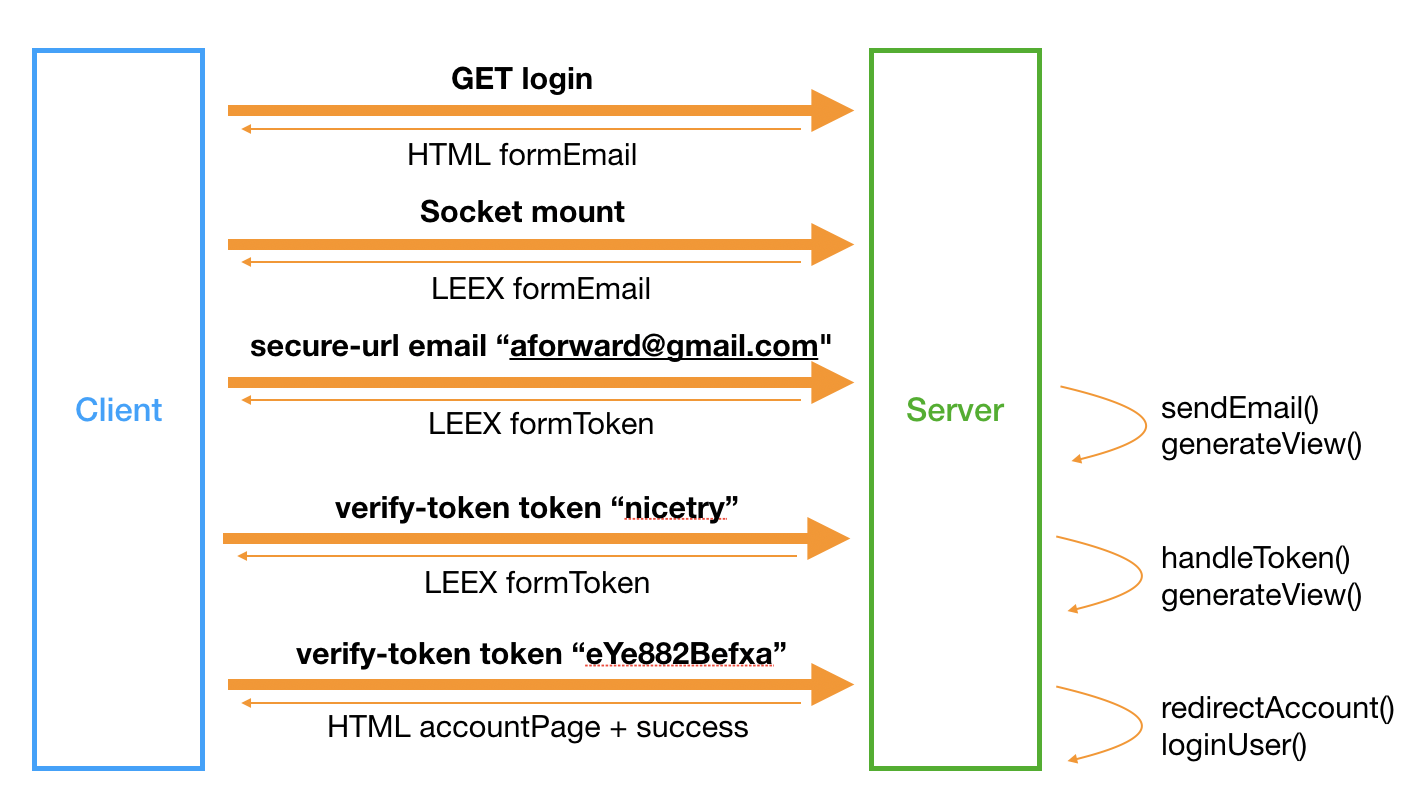 GET login
HTML formEmail
Socket mount
LEEX formEmail
secure-url email “aforward@gmail.com"
Client
LEEX formToken
Server
sendEmail()
generateView()
verify-token token “nicetry”
LEEX formToken
handleToken()
generateView()
verify-token token “eYe882Befxa”
HTML accountPage + success
redirectAccount()
loginUser()